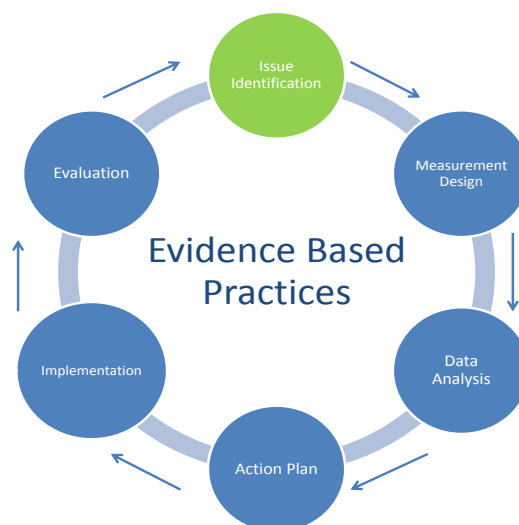 Issue
Identification
Measurement
Design
Data
Analysis
Action Plan
Implementation
Evaluation
Evidence Based
Practices